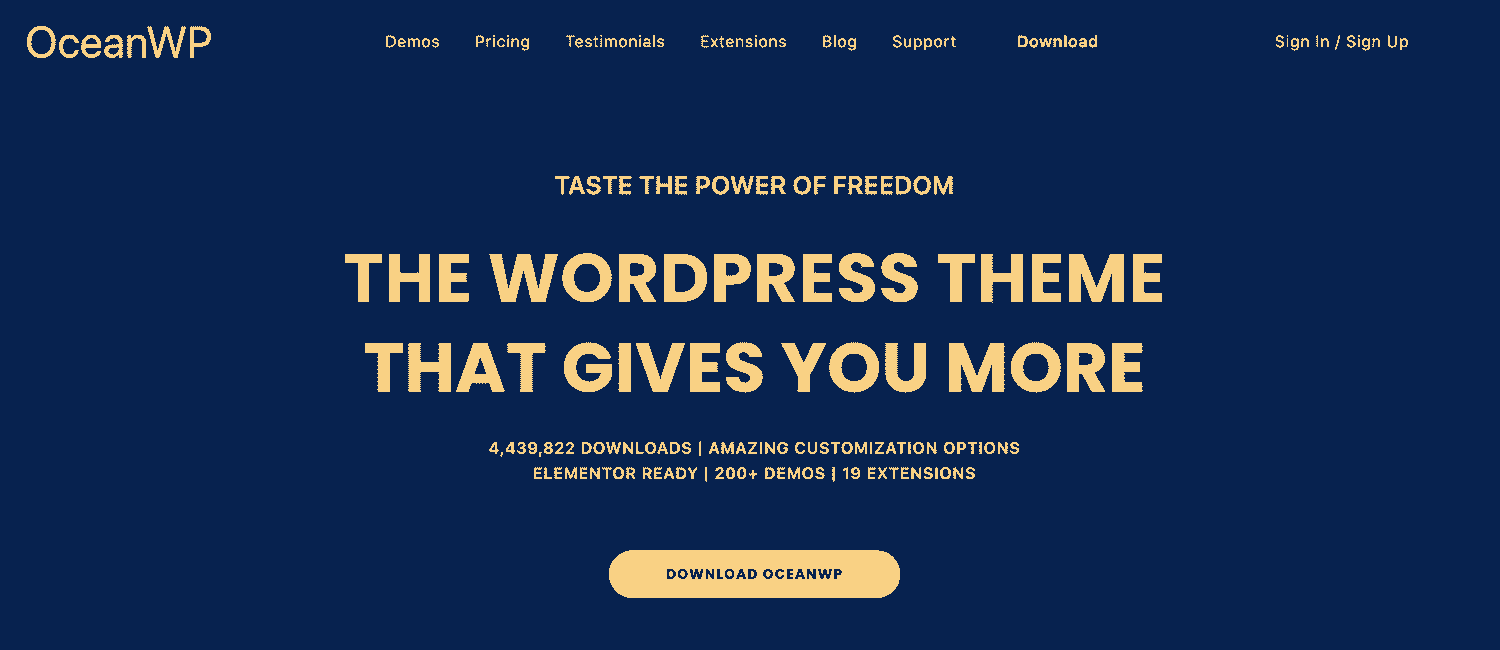 OceanWP
Demos Pricing Testimonials Extensions Blog Support Download Sign In / Sign Up
TASTE THE POWER OF FREEDOM
THE WORDPRESS THEME
THAT GIVES YOU MORE
4,439,822 DOWNLOADS | AMAZING CUSTOMIZATION OPTIONS
ELEMENTOR READY | 200+ DEMOS | 19 EXTENSIONS
DOWNLOAD OCEANWP